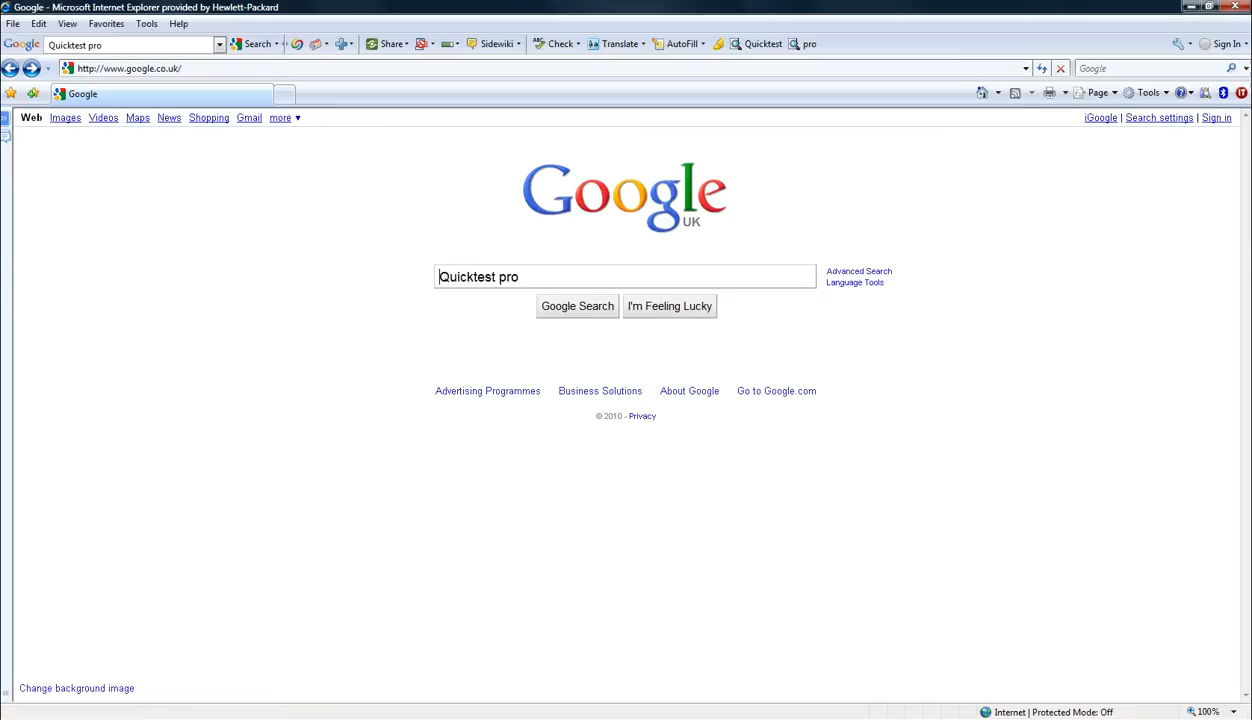 Google - Microsoft Internet Explorer provided by Hewlett-Packard
File Edit View Favorites Tools Help
Google Quicktest pro Search Share Sidewiki Check Translate AutoFill Quicktest pro Sign In
http://www.google.co.uk/ Google
Google Page Tools
Web Images Videos Maps News Shopping Gmail more iGoogle | Search settings | Sign in
Google
UK
Quicktest pro
Advanced Search
Language Tools
Google Search I'm Feeling Lucky
Advertising Programmes Business Solutions About Google Go to Google.com
© 2010 - Privacy
Change background image
Internet | Protected Mode: Off 100%